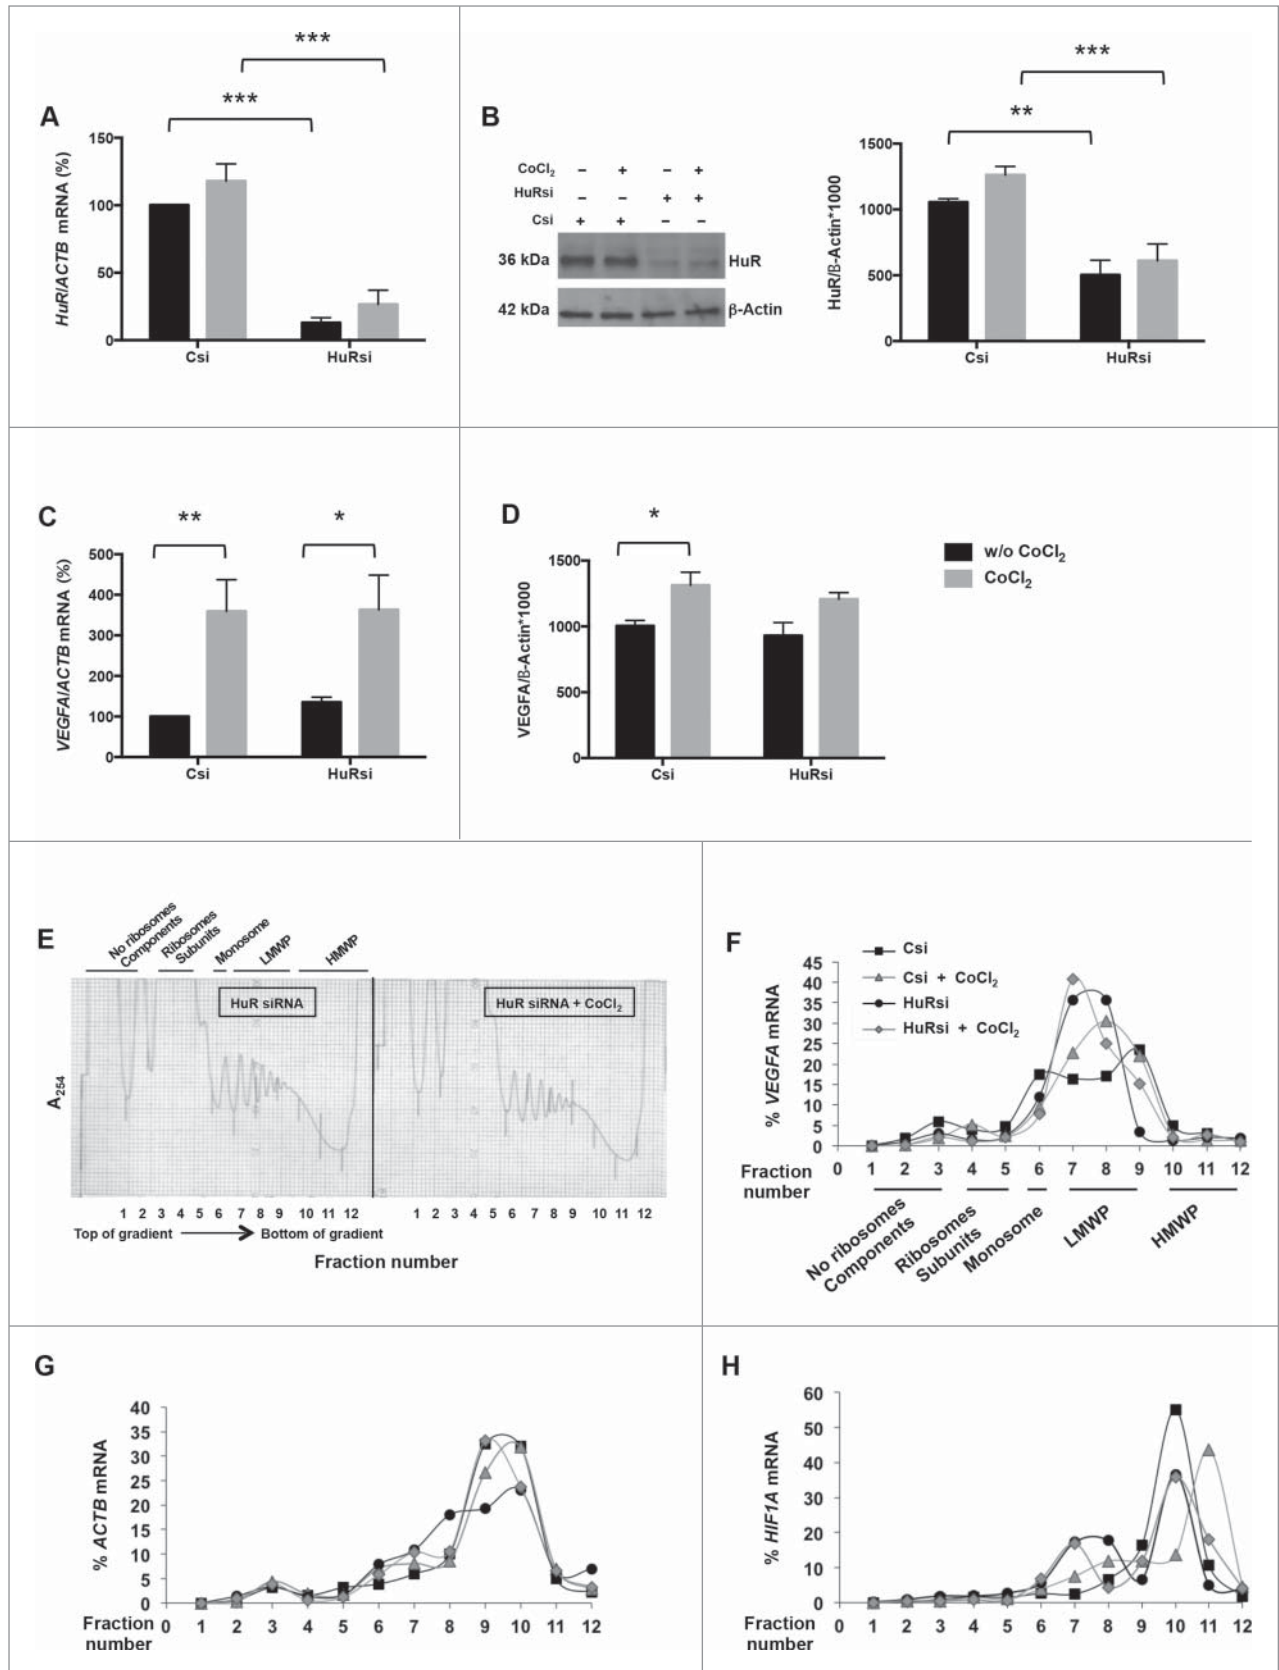 A
***
***
HuR/ACTB mRNA (%)
150
100
50
0
Csi
HuRsi
B
CoCl2 – + – +
HuRsi – – + +
Csi + + – –
36 kDa
HuR
42 kDa
β-Actin
***
**
HuR/ß-Actin*1000
1500
1000
500
0
Csi
HuRsi
C
**
*
VEGFA/ACTB mRNA (%)
500
400
300
200
100
0
Csi
HuRsi
D
*
VEGFA/ß-Actin*1000
1500
1000
500
0
Csi
HuRsi
w/o CoCl2
CoCl2
E
No ribosomes
Components
Ribosomes
Subunits
Monosome
LMWP
HMWP
HuR siRNA
HuR siRNA + CoCl2
A254
1 2 3 4 5 6 7 8 9 10 11 12
1 2 3 4 5 6 7 8 9 10 11 12
Top of gradient
Bottom of gradient
Fraction number
F
Csi
Csi + CoCl2
HuRsi
HuRsi + CoCl2
% VEGFA mRNA
45
40
35
30
25
20
15
10
5
0
Fraction
number
0 1 2 3 4 5 6 7 8 9 10 11 12
No ribosomes
Components
Ribosomes
Subunits
Monosome
LMWP
HMWP
G
% ACTB mRNA
40
35
30
25
20
15
10
5
0
Fraction
number
0 1 2 3 4 5 6 7 8 9 10 11 12
H
% HIF1A mRNA
60
50
40
30
20
10
0
Fraction
number
0 1 2 3 4 5 6 7 8 9 10 11 12